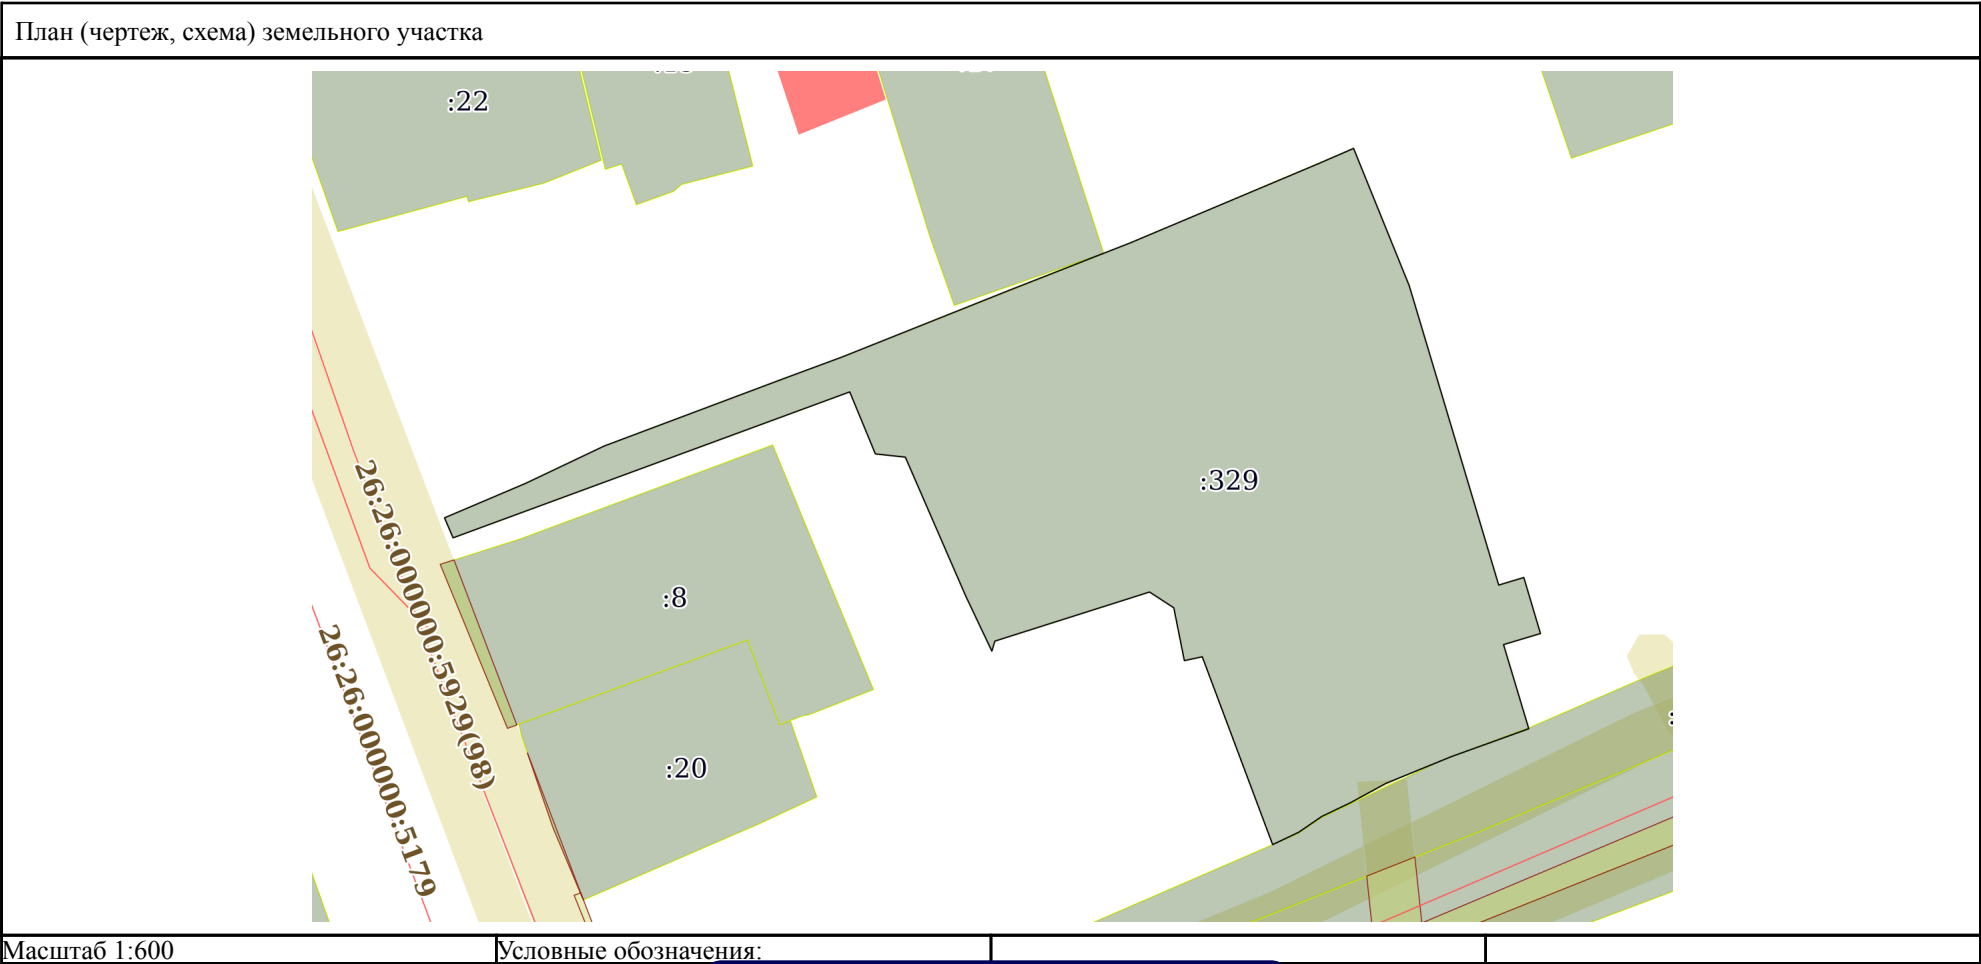 План (чертеж, схема) земельного участка
:22
:329
26:26:000000:5929(98)
:8
26:26:000000:5179
:20
Масштаб 1:600
Условные обозначения: